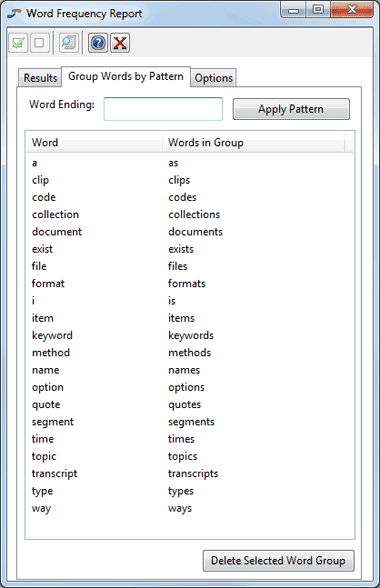 Word Frequency Report
Results Group Words by Pattern Options
Word Ending: Apply Pattern
Word Words in Group
a as
clip clips
code codes
collection collections
document documents
exist exists
file files
format formats
i is
item items
keyword keywords
method methods
name names
option options
quote quotes
segment segments
time times
topic topics
transcript transcripts
type types
way ways
Delete Selected Word Group